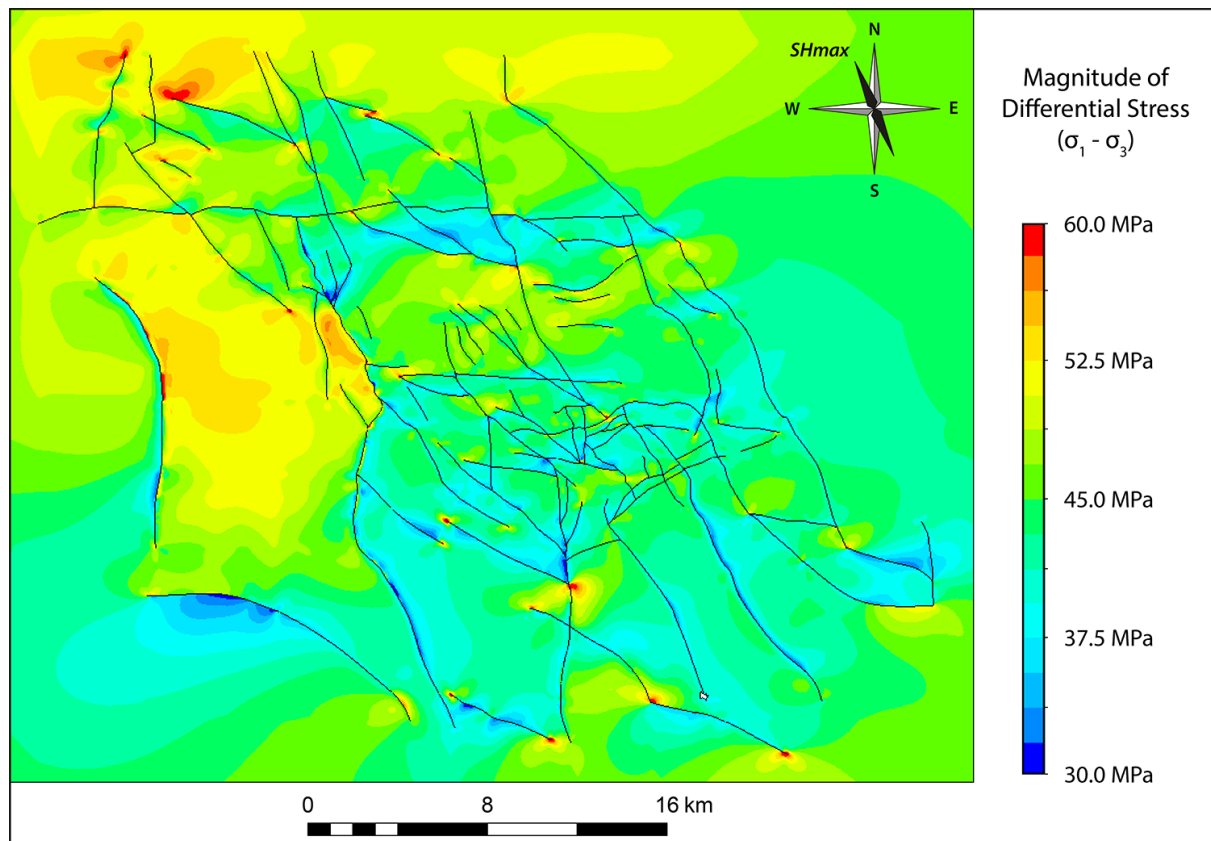 N
SHmax
W
E
S
Magnitude of
Differential Stress
(σ₁ - σ₃)
60.0 MPa
52.5 MPa
45.0 MPa
37.5 MPa
30.0 MPa
0
8
16 km